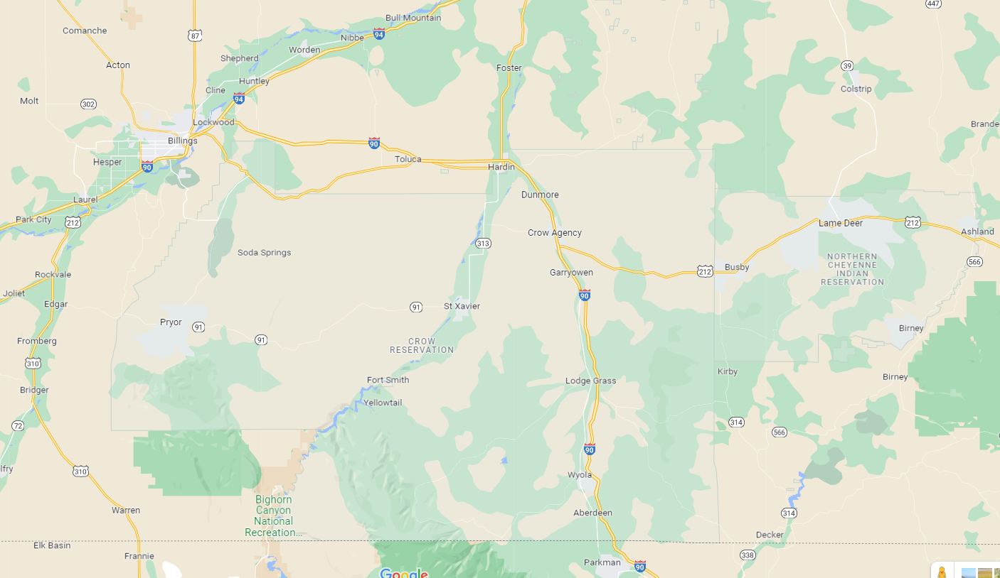 447
Bull Mountain
Comanche
87
94
Nibbe
Worden
Shepherd
Acton
39
Foster
Huntley
Colstrip
Cline
94
Molt
302
Lockwood
Billings
90
Hesper
90
Toluca
Hardin
Dunmore
Laurel
Park City
212
Lame Deer
212
Ashland
Crow Agency
313
Soda Springs
NORTHERN
CHEYENNE
INDIAN
RESERVATION
566
Rockvale
Garryowen
212
Busby
Joliet
90
Edgar
91
St Xavier
Pryor
91
91
Birney
Fromberg
CROW
RESERVATION
310
Kirby
Birney
Fort Smith
Lodge Grass
Bridger
Yellowtail
72
314
566
90
310
Wyola
Bighorn
Canyon
National
Recreation...
Warren
Aberdeen
314
Decker
Elk Basin
Frannie
338
Parkman
90
Google